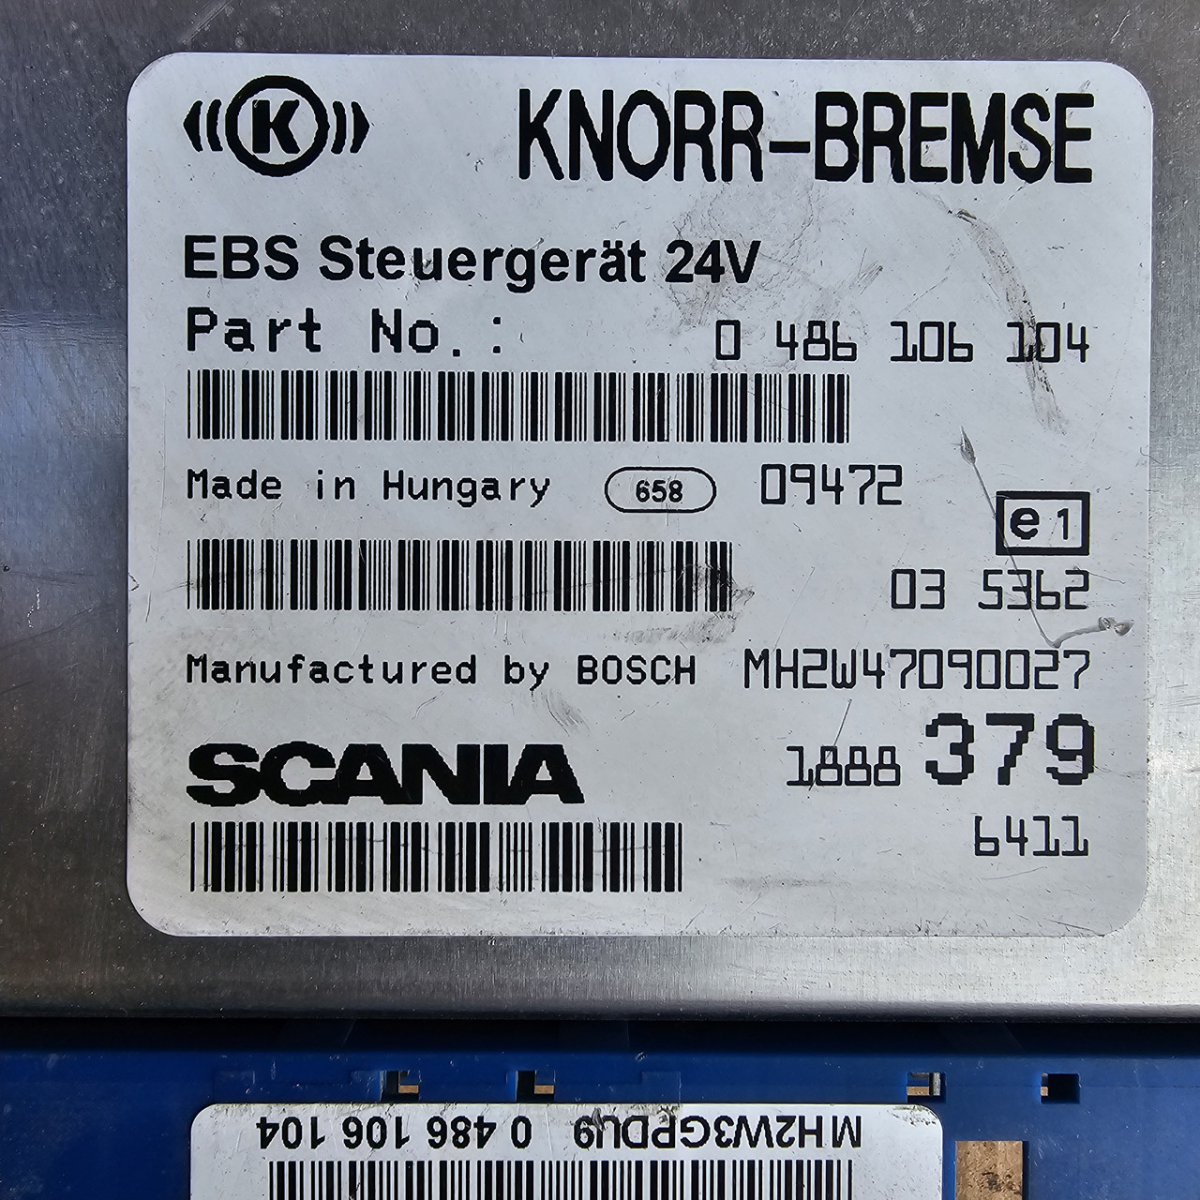 K KNORR-BREMSE
EBS Steuergerät 24V
Part No.: 0 486 106 104
Made in Hungary 658 09472
e1
03 5362
Manufactured by BOSCH MH2W47090027
SCANIA 1888 379
6411
MH2W3GPDU9 0 486 106 104